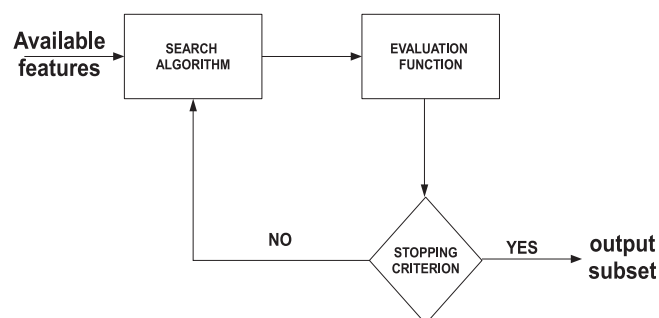 Available
features
SEARCH
ALGORITHM
EVALUATION
FUNCTION
NO
STOPPING
CRITERION
YES
output
subset